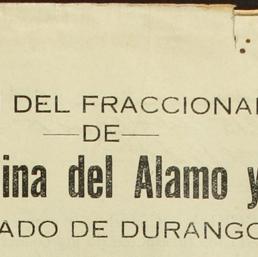 DEL FRACCIONA
—DE—
ina del Alamo y
ADO DE DURANGO